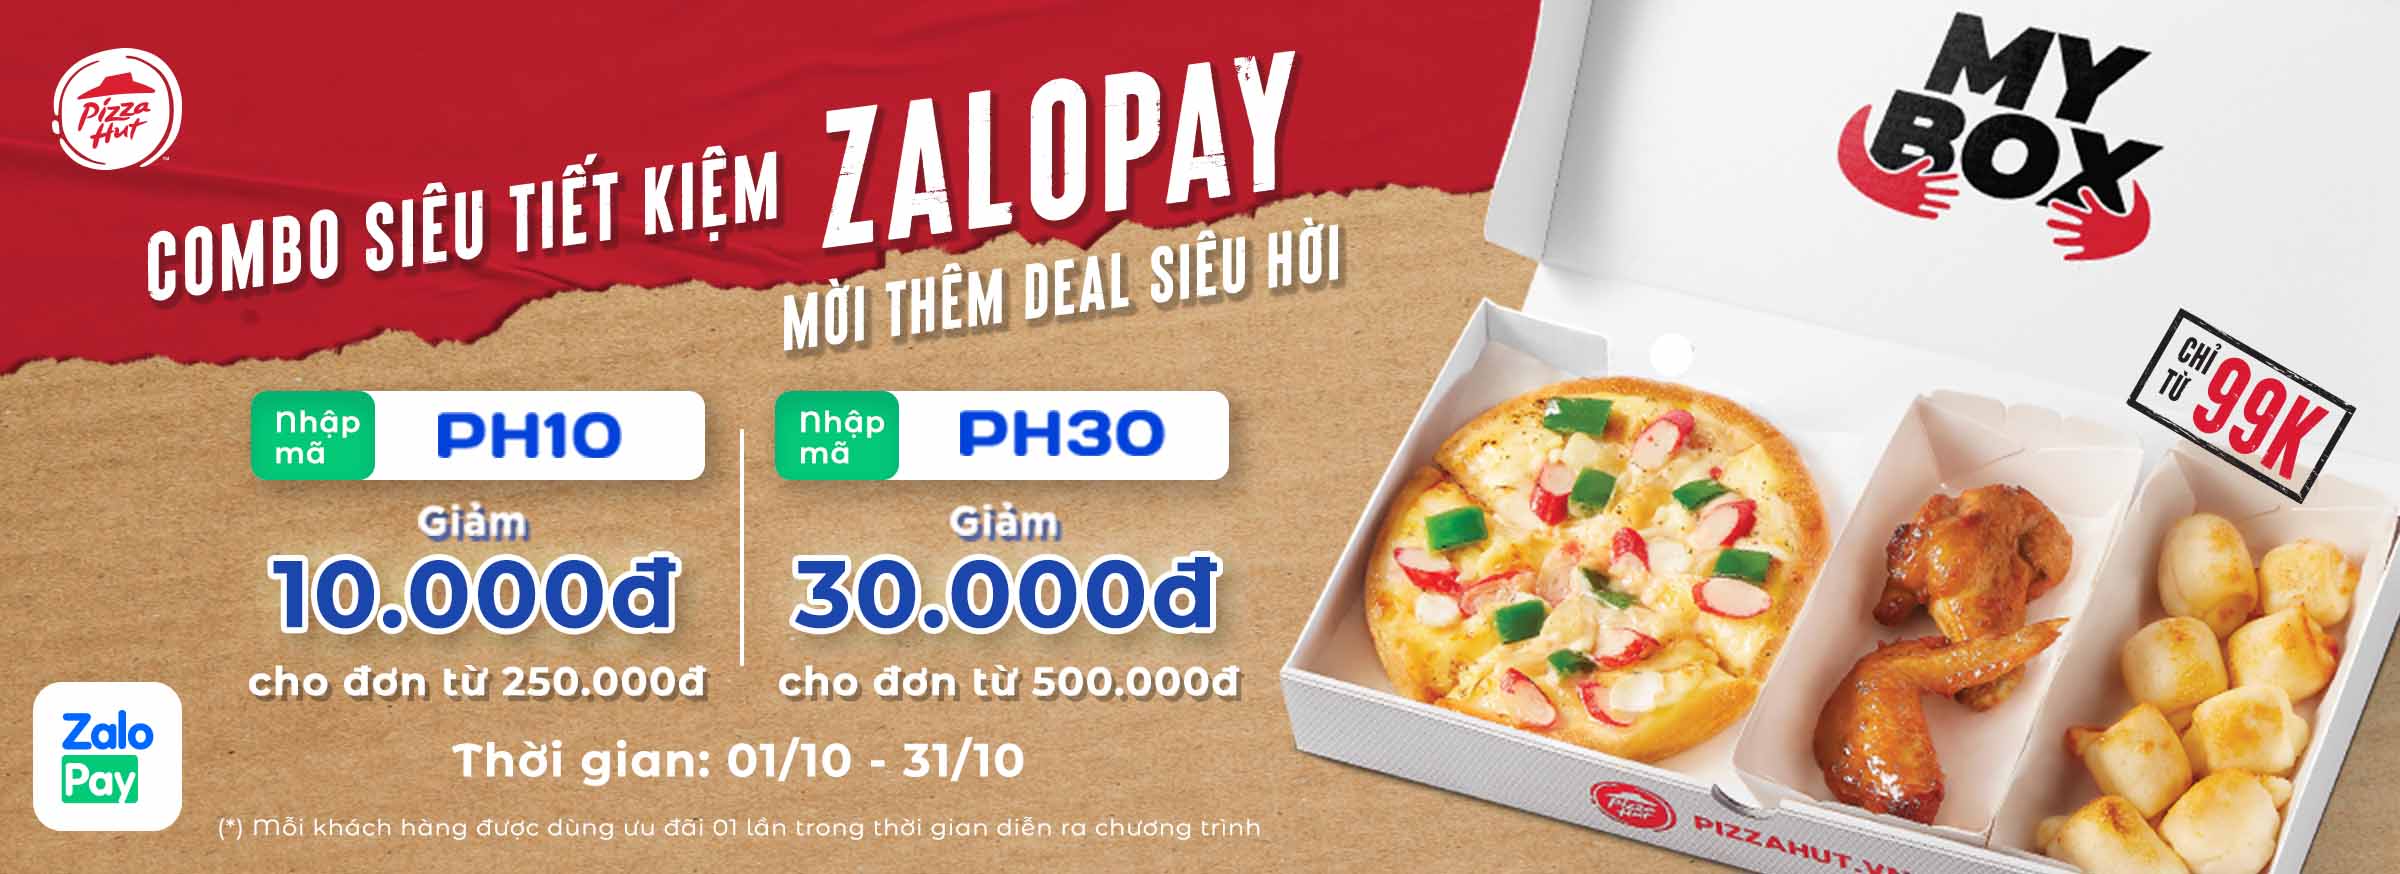 Pizza
Hut
COMBO SIÊU TIẾT KIỆM ZALOPAY
MỜI THÊM DEAL SIÊU HỜI
Nhập
mã
PH10
Giảm
10.000đ
cho đơn từ 250.000đ
Nhập
mã
PH30
Giảm
30.000đ
cho đơn từ 500.000đ
Thời gian: 01/10 - 31/10
(*) Mỗi khách hàng được dùng ưu đãi 01 lần trong thời gian diễn ra chương trình
Zalo
Pay
MY
BOX
CHỈ
TỪ
99K
Pizza
Hut
PIZZAHUT.VN